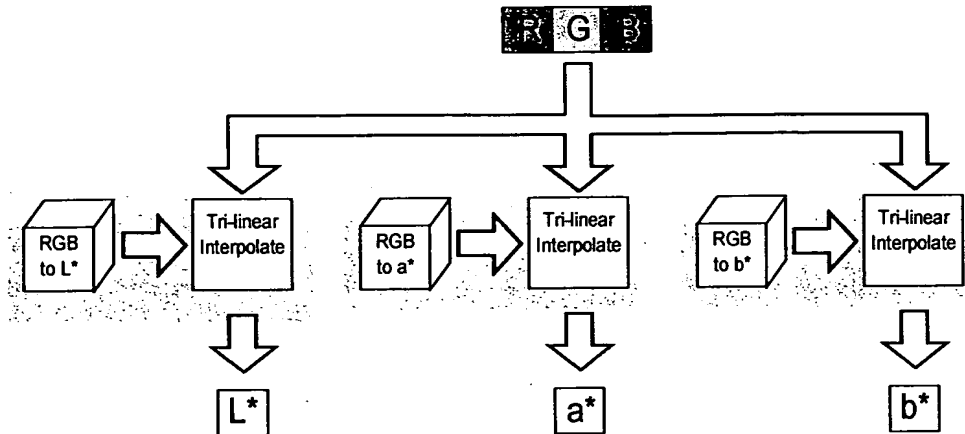 R G B
RGB to L*
Tri-linear Interpolate
RGB to a*
Tri-linear Interpolate
RGB to b*
Tri-linear Interpolate
L* a* b*